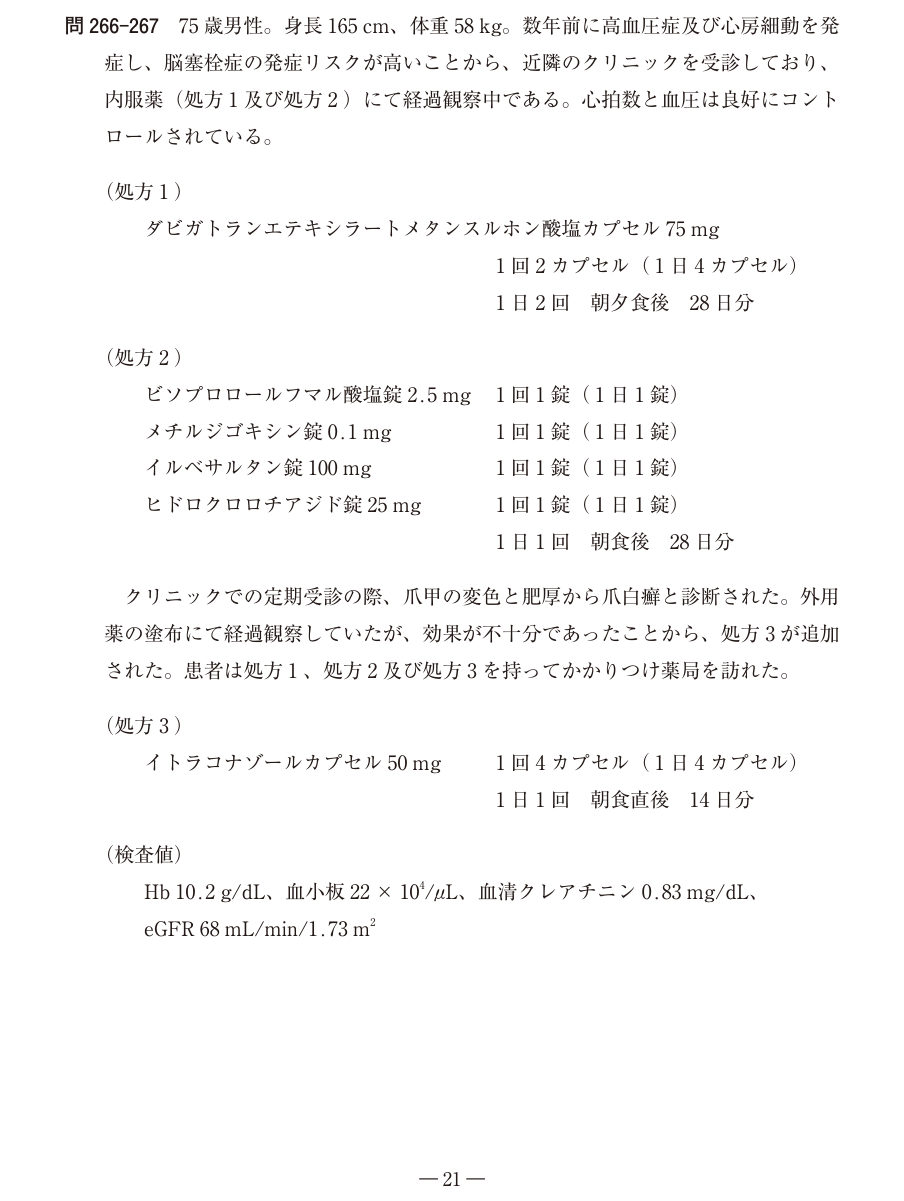 問 266-267　75 歳男性。身長 165 cm、体重 58 kg。数年前に高血圧症及び心房細動を発
症し、脳塞栓症の発症リスクが高いことから、近隣のクリニックを受診しており、
内服薬（処方１及び処方２）にて経過観察中である。心拍数と血圧は良好にコント
ロールされている。
（処方１）
ダビガトランエテキシラートメタンスルホン酸塩カプセル 75 mg
１回２カプセル（１日４カプセル）
１日２回　朝夕食後　28 日分
（処方２）
ビソプロロールフマル酸塩錠 2.5 mg　１回１錠（１日１錠）
メチルジゴキシン錠 0.1 mg　１回１錠（１日１錠）
イルベサルタン錠 100 mg　１回１錠（１日１錠）
ヒドロクロロチアジド錠 25 mg　１回１錠（１日１錠）
１日１回　朝食後　28 日分
クリニックでの定期受診の際、爪甲の変色と肥厚から爪白癬と診断された。外用
薬の塗布にて経過観察していたが、効果が不十分であったことから、処方３が追加
された。患者は処方１、処方２及び処方３を持ってかかりつけ薬局を訪れた。
（処方３）
イトラコナゾールカプセル 50 mg　１回４カプセル（１日４カプセル）
１日１回　朝食直後　14 日分
（検査値）
Hb 10.2 g/dL、血小板 22 × 10⁴/μL、血清クレアチニン 0.83 mg/dL、
eGFR 68 mL/min/1.73 m²
― 21 ―